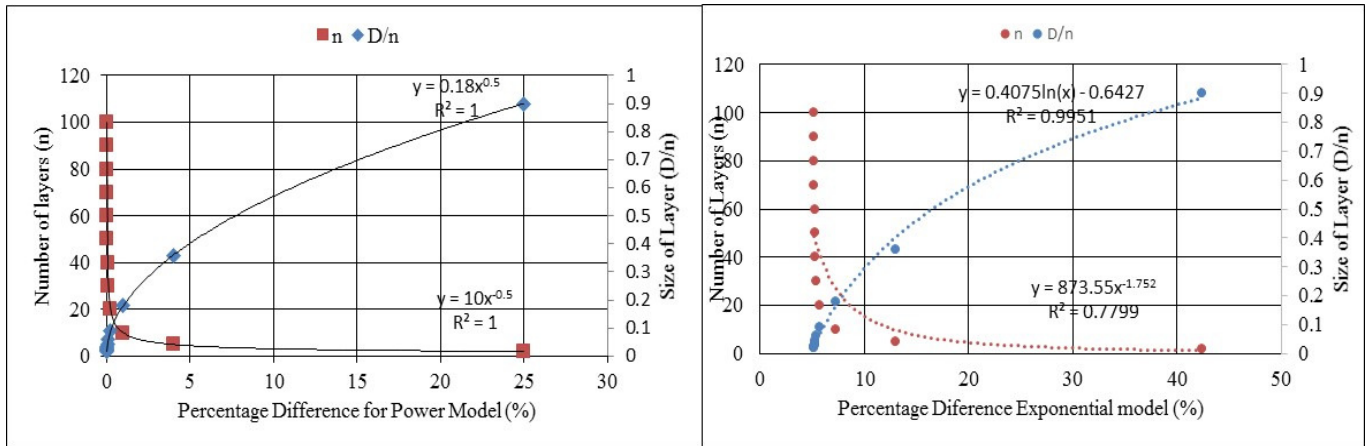 n D/n
120
100
80
60
40
20
0
1
0.9
0.8
0.7
0.6
0.5
0.4
0.3
0.2
0.1
0
y = 0.18x^0.5
R² = 1
y = 10x^-0.5
R² = 1
0 5 10 15 20 25 30
Number of layers (n)
Size of Layer (D/n)
Percentage Difference for Power Model (%)
n D/n
120
100
80
60
40
20
0
1
0.9
0.8
0.7
0.6
0.5
0.4
0.3
0.2
0.1
0
y = 0.4075ln(x) - 0.6427
R² = 0.9951
y = 873.55x^-1.752
R² = 0.7799
0 10 20 30 40 50
Number of Layers (n)
Size of Layer (D/n)
Percentage Diference Exponential model (%)